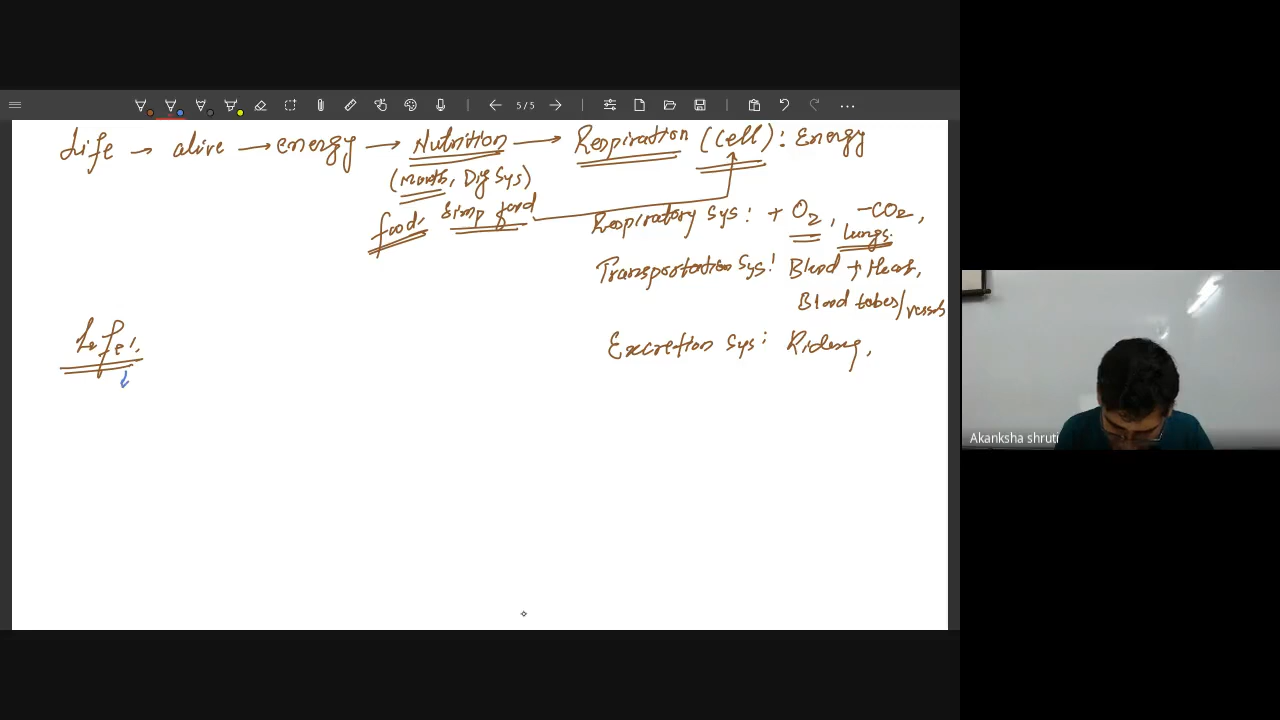 5/5
Life → alive → energy → Nutrition → Respiration (Cell) : Energy
(Mouth, Dig Sys)
food. Simp food
Respiratory Sys : + O2, -CO2,
Lungs.
Transportation Sys : Blood + Heart,
Blood tubes/vessels
Life :
Excretion Sys : Kidney,
Akanksha shruti